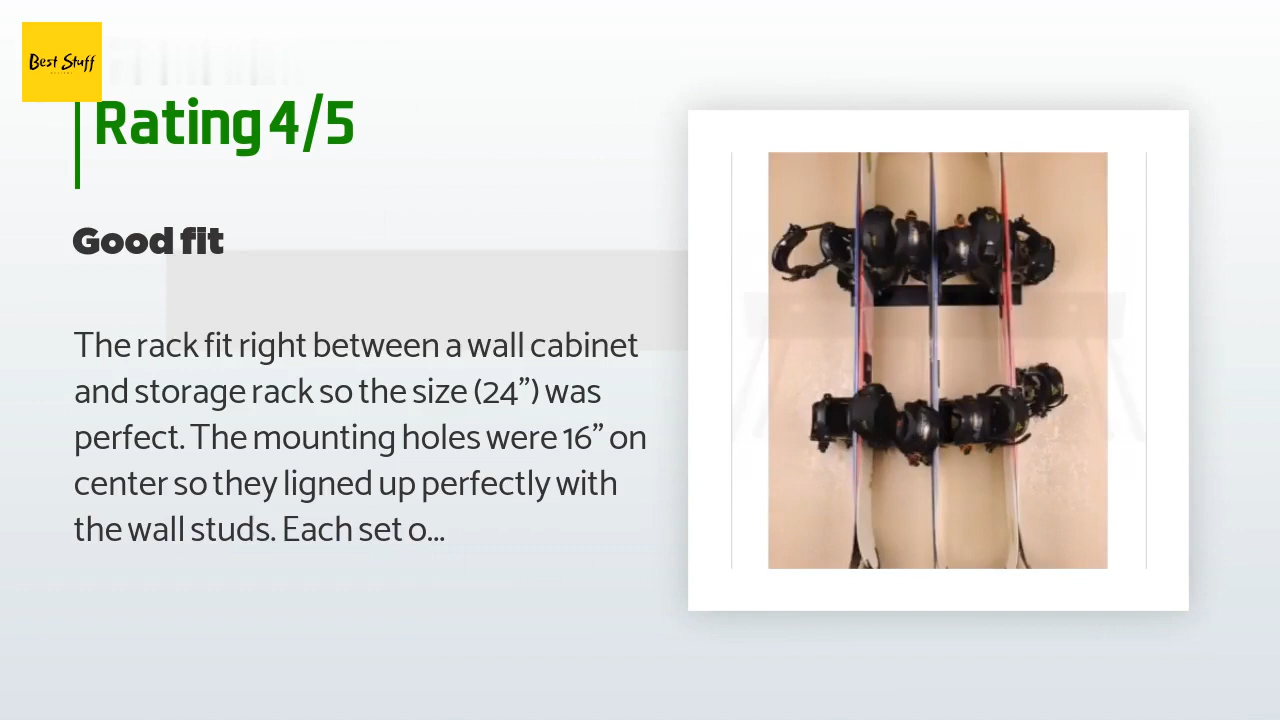 Best Stuff
Rating 4/5
Good fit
The rack fit right between a wall cabinet
and storage rack so the size (24”) was
perfect. The mounting holes were 16” on
center so they ligned up perfectly with
the wall studs. Each set o...